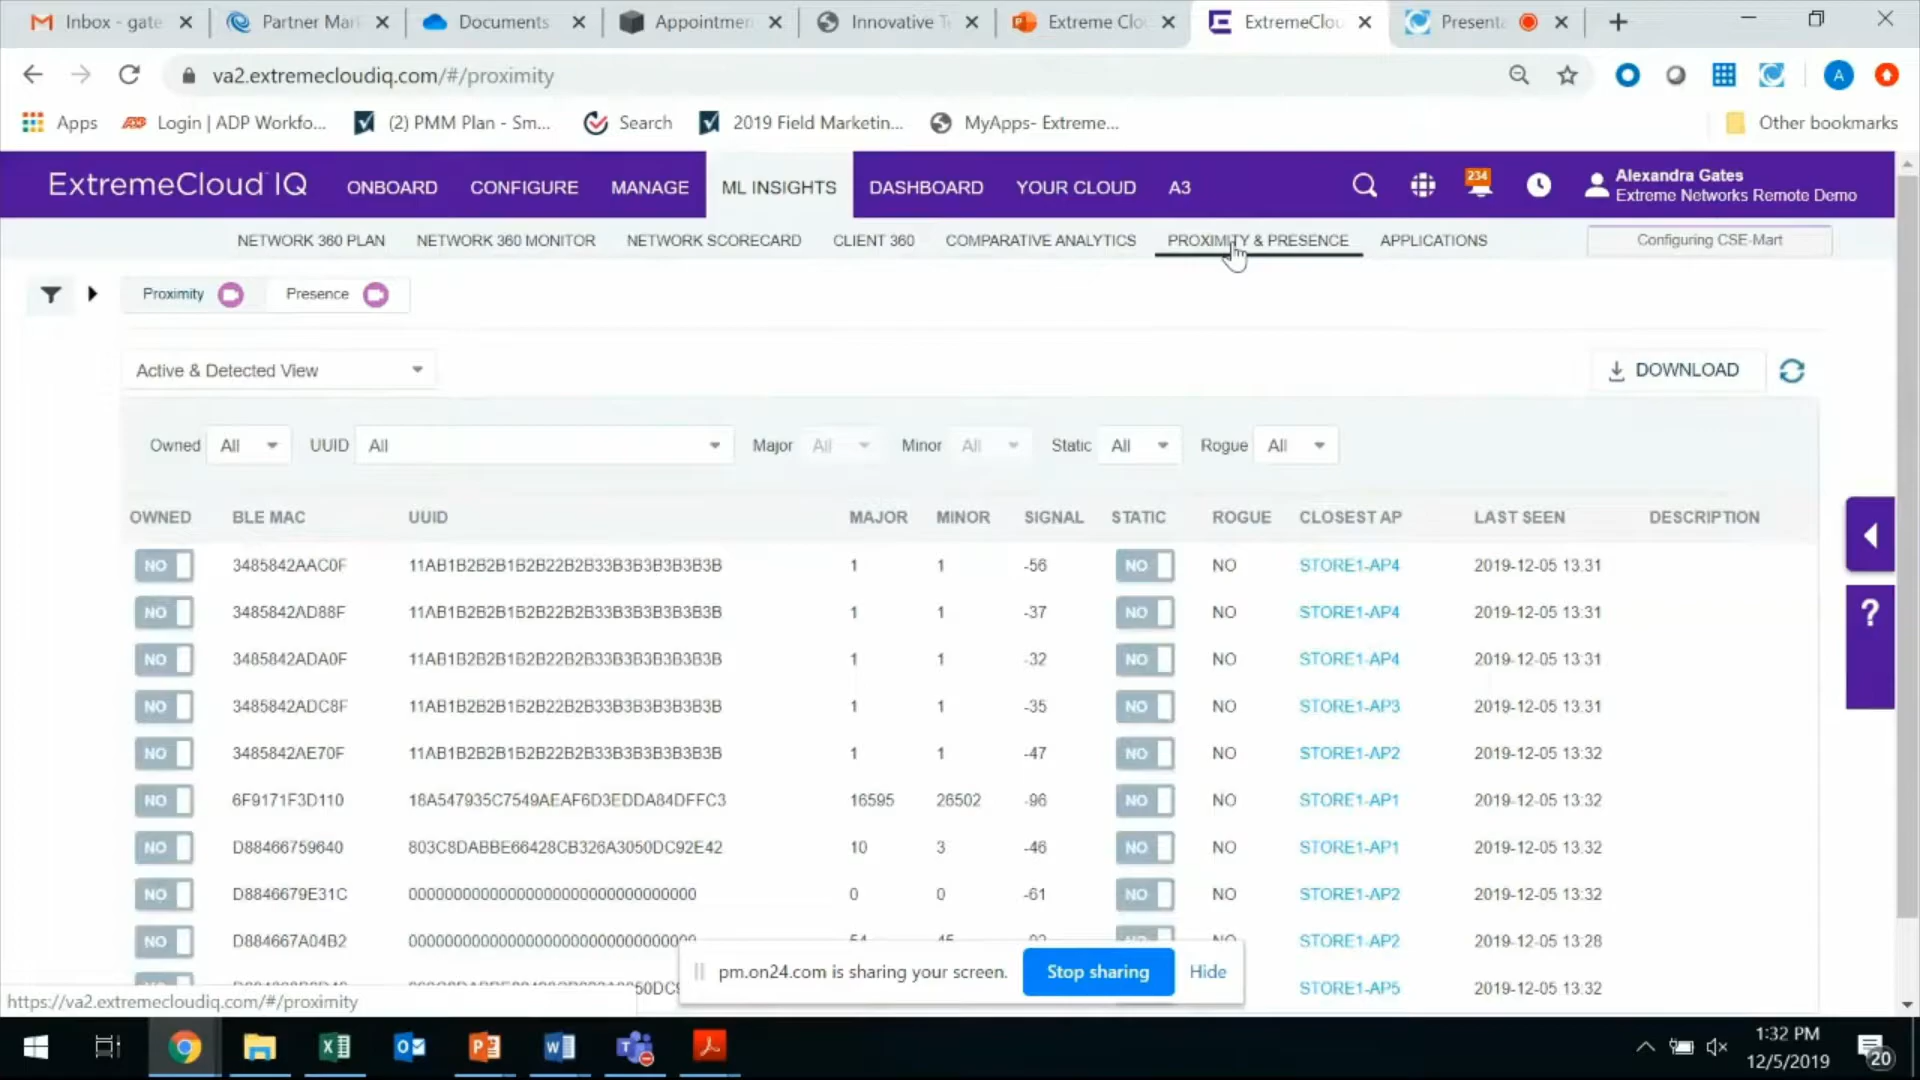 Inbox - gate
Partner Mar
Documents
Appointmen
Innovative T
Extreme Clo
ExtremeClou
Presenta
va2.extremecloudiq.com/#/proximity
A
Apps
Login | ADP Workfo...
(2) PMM Plan - Sm...
Search
2019 Field Marketin...
MyApps- Extreme...
Other bookmarks
ExtremeCloud IQ
ONBOARD
CONFIGURE
MANAGE
ML INSIGHTS
DASHBOARD
YOUR CLOUD
A3
234
Alexandra Gates
Extreme Networks Remote Demo
NETWORK 360 PLAN
NETWORK 360 MONITOR
NETWORK SCORECARD
CLIENT 360
COMPARATIVE ANALYTICS
PROXIMITY & PRESENCE
APPLICATIONS
Configuring CSE-Mart
Proximity
Presence
Active & Detected View
DOWNLOAD
Owned All UUID All Major All Minor All Static All Rogue All
OWNED BLE MAC UUID MAJOR MINOR SIGNAL STATIC ROGUE CLOSEST AP LAST SEEN DESCRIPTION
NO 3485842AAC0F 11AB1B2B2B1B2B22B2B33B3B3B3B3B3B 1 1 -56 NO NO STORE1-AP4 2019-12-05 13:31
NO 3485842AD88F 11AB1B2B2B1B2B22B2B33B3B3B3B3B3B 1 1 -37 NO NO STORE1-AP4 2019-12-05 13:31
NO 3485842ADA0F 11AB1B2B2B1B2B22B2B33B3B3B3B3B3B 1 1 -32 NO NO STORE1-AP4 2019-12-05 13:31
NO 3485842ADC8F 11AB1B2B2B1B2B22B2B33B3B3B3B3B3B 1 1 -35 NO NO STORE1-AP3 2019-12-05 13:31
NO 3485842AE70F 11AB1B2B2B1B2B22B2B33B3B3B3B3B3B 1 1 -47 NO NO STORE1-AP2 2019-12-05 13:32
NO 6F9171F3D110 18A547935C7549AEAF6D3EDDA84DFFC3 16595 26502 -96 NO NO STORE1-AP1 2019-12-05 13:32
NO D88466759640 803C8DABBE66428CB326A3050DC92E42 10 3 -46 NO NO STORE1-AP1 2019-12-05 13:32
NO D8846679E31C 00000000000000000000000000000000 0 0 -61 NO NO STORE1-AP2 2019-12-05 13:32
NO D884667A04B2 00000000000000000000000000000000 54 NO STORE1-AP2 2019-12-05 13:28
STORE1-AP5 2019-12-05 13:32
?
pm.on24.com is sharing your screen.
Stop sharing
Hide
https://va2.extremecloudiq.com/#/proximity
1:32 PM
12/5/2019
20